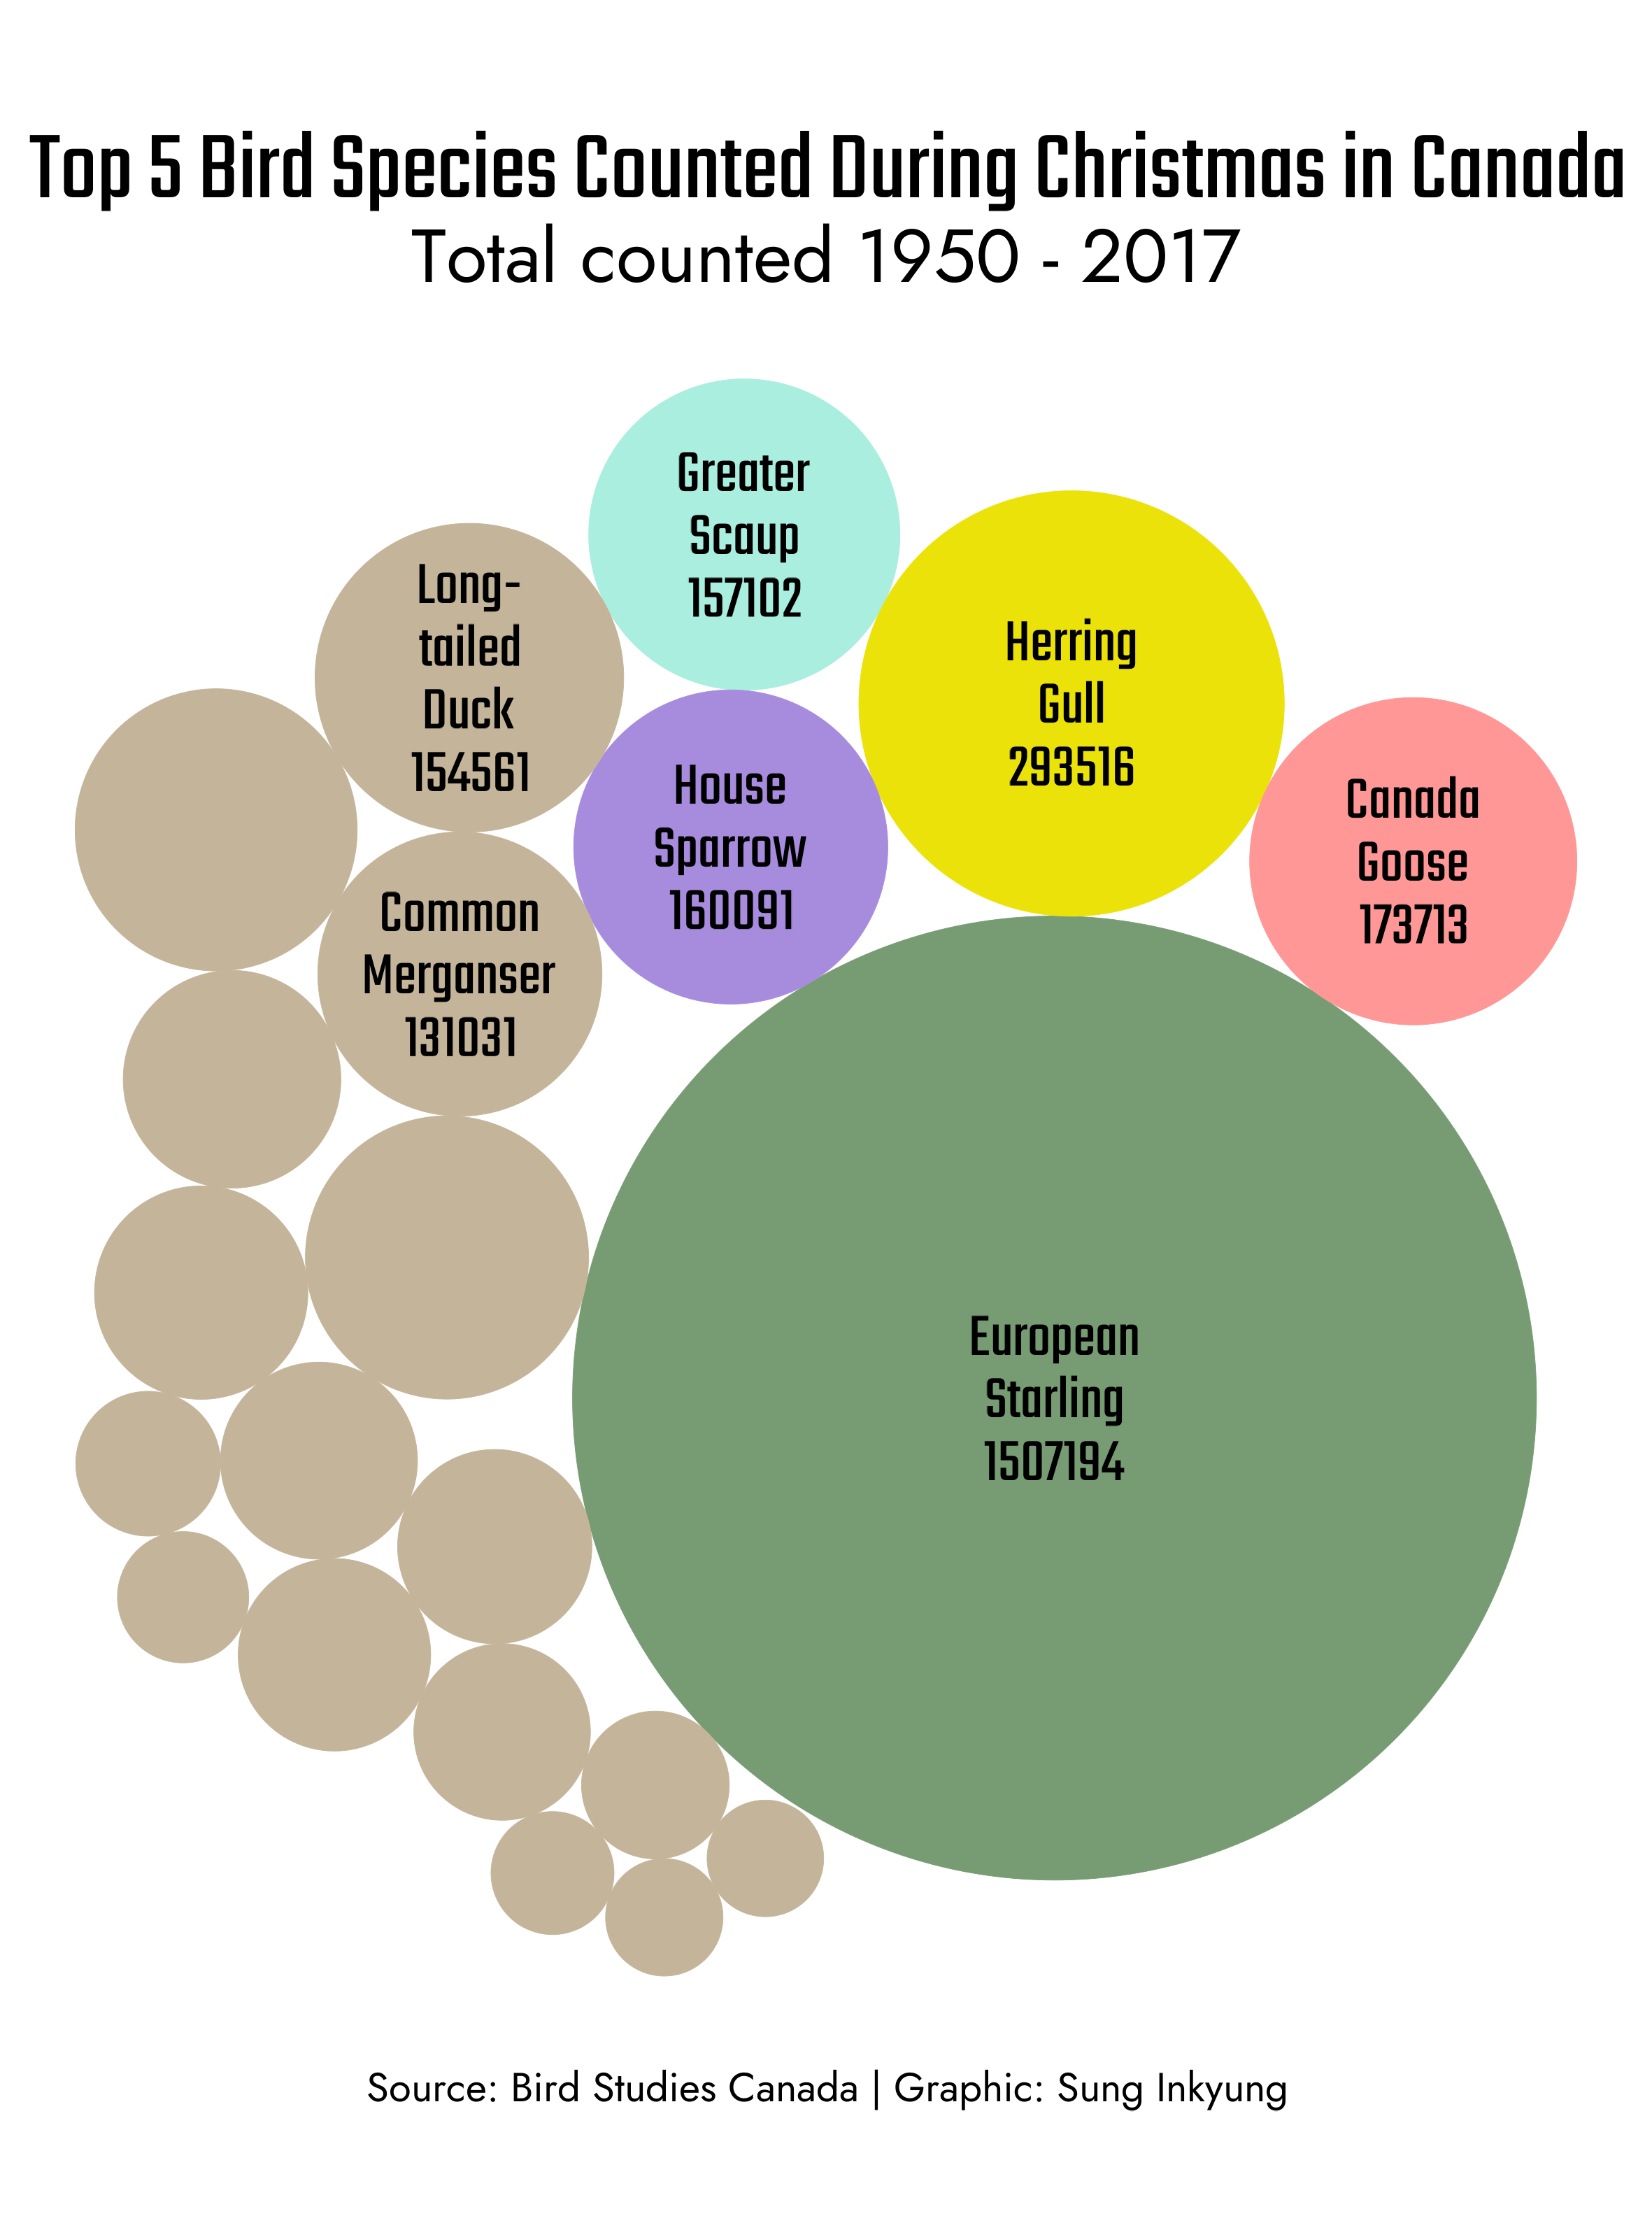 Top 5 Bird Species Counted During Christmas in Canada
Total counted 1950 - 2017
Greater
Scaup
157102
Long-
tailed
Duck
154561
Herring
Gull
293516
House
Sparrow
160091
Canada
Goose
173713
Common
Merganser
131031
European
Starling
1507194
Source: Bird Studies Canada | Graphic: Sung Inkyung